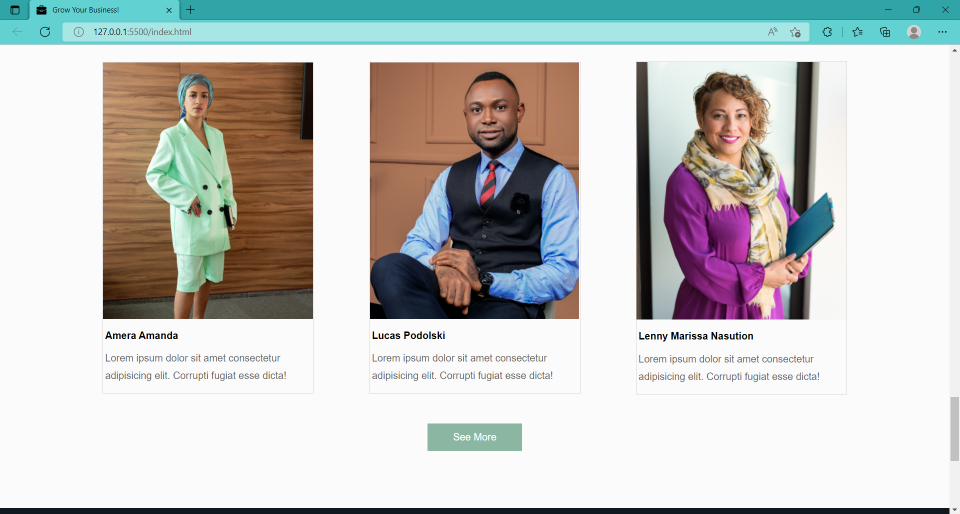 Grow Your Business!
127.0.0.1:5500/index.html
Amera Amanda
Lorem ipsum dolor sit amet consectetur
adipisicing elit. Corrupti fugiat esse dicta!
Lucas Podolski
Lorem ipsum dolor sit amet consectetur
adipisicing elit. Corrupti fugiat esse dicta!
Lenny Marissa Nasution
Lorem ipsum dolor sit amet consectetur
adipisicing elit. Corrupti fugiat esse dicta!
See More